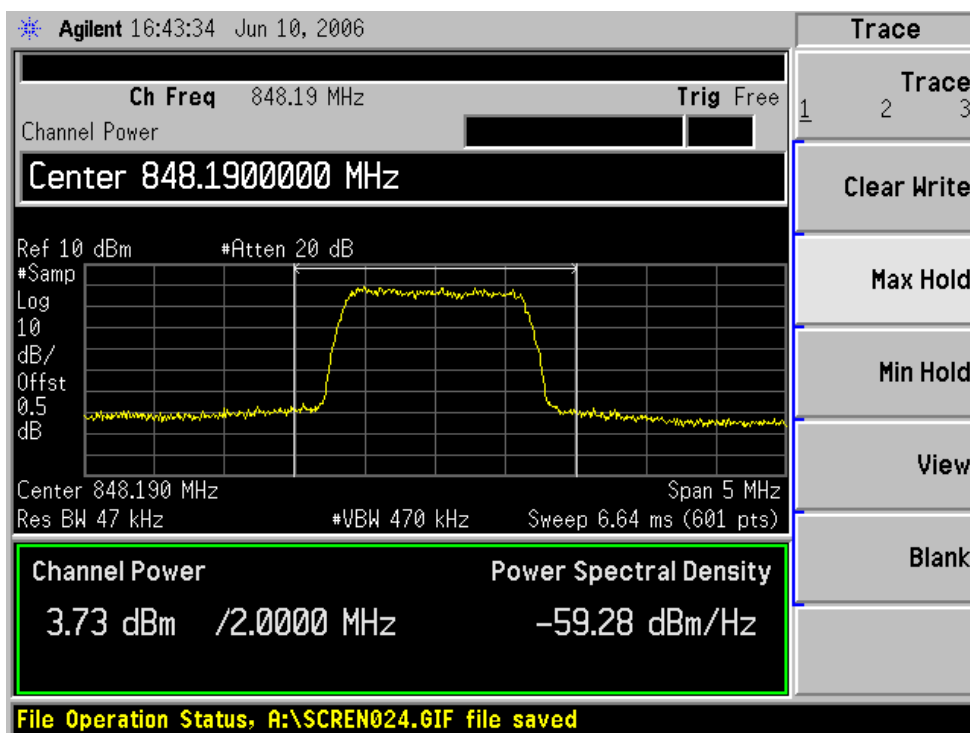 Agilent 16:43:34 Jun 10, 2006
Trace
Ch Freq 848.19 MHz Trig Free
Channel Power
Center 848.1900000 MHz
Ref 10 dBm #Atten 20 dB
#Samp
Log
10
dB/
Offst
0.5
dB
Center 848.190 MHz Span 5 MHz
Res BW 47 kHz #VBW 470 kHz Sweep 6.64 ms (601 pts)
Channel Power Power Spectral Density
3.73 dBm /2.0000 MHz -59.28 dBm/Hz
File Operation Status, A:\SCREN024.GIF file saved
Trace
1 2 3
Clear Write
Max Hold
Min Hold
View
Blank